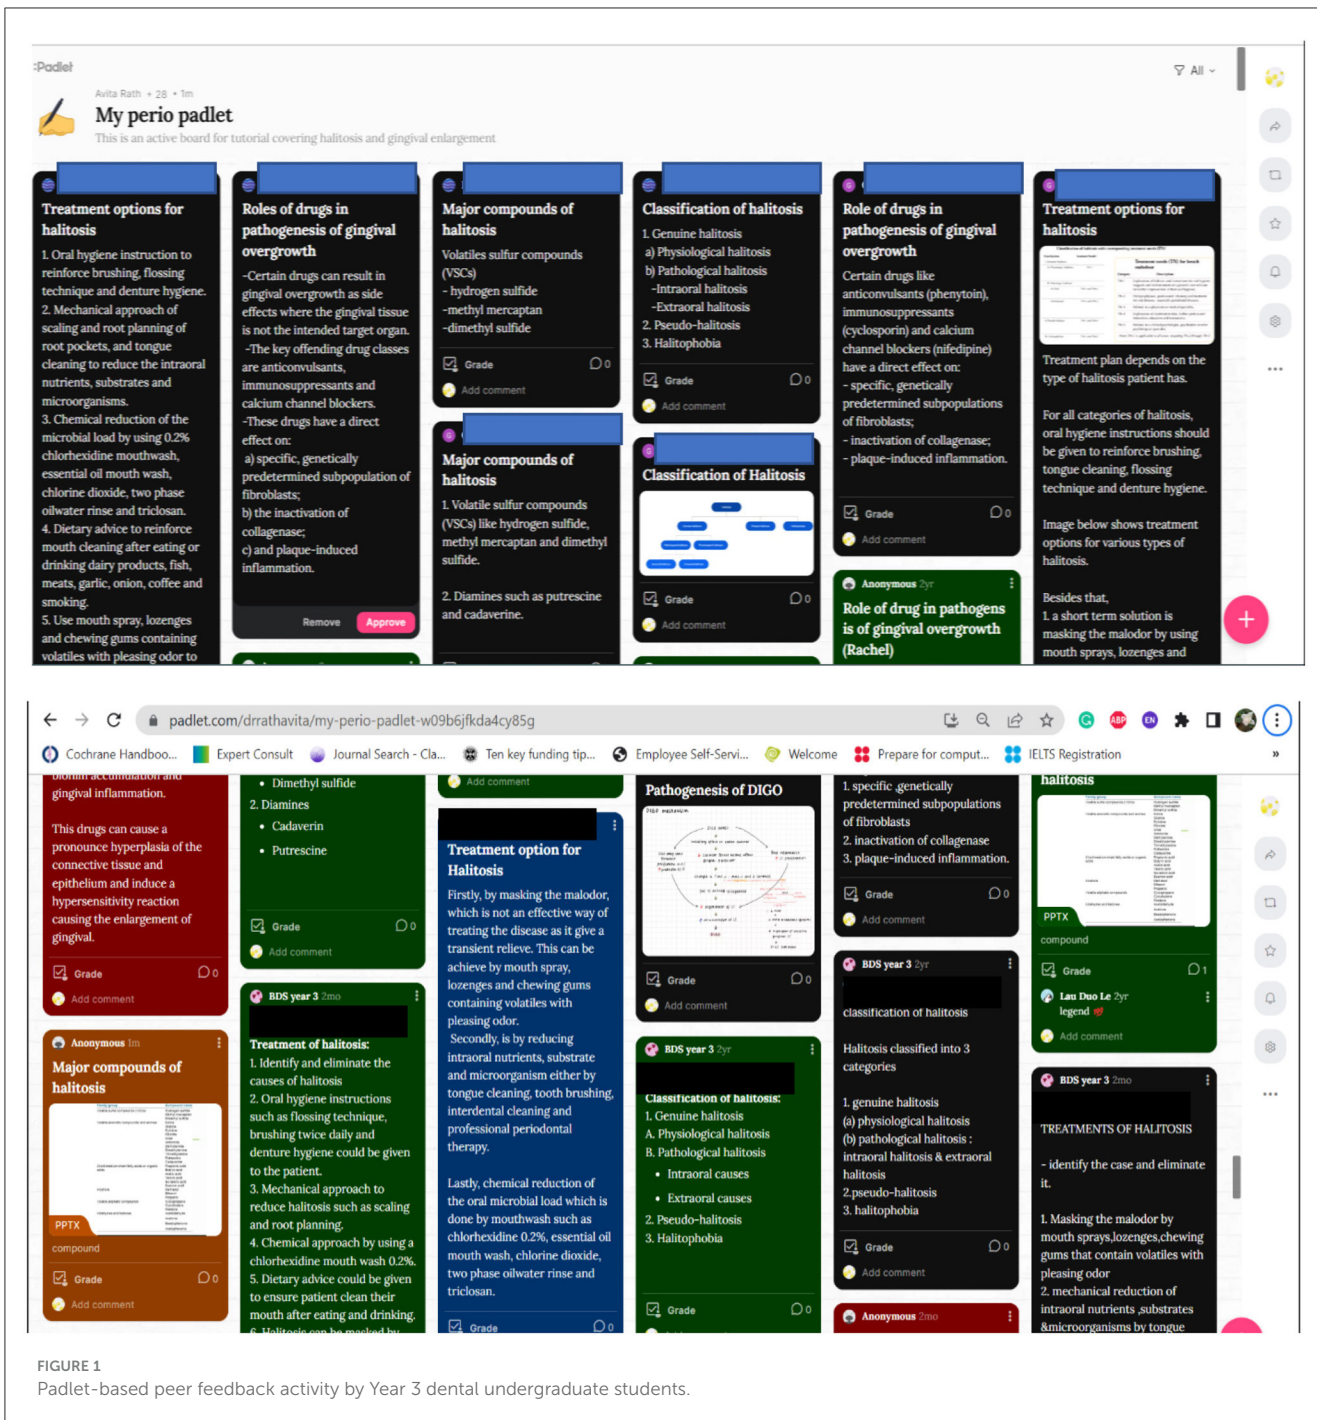 :Padlet
All
Avita Rath + 28 • 1m
My perio padlet
This is an active board for tutorial covering halitosis and gingival enlargement
Treatment options for
halitosis
1. Oral hygiene instruction to
reinforce brushing, flossing
technique and denture hygiene.
2. Mechanical approach of
scaling and root planing of
root pockets, and tongue
cleaning to reduce the intraoral
nutrients, substrates and
microorganisms.
3. Chemical reduction of the
microbial load by using 0.2%
chlorhexidine mouthwash,
essential oil mouth wash,
chlorine dioxide, two phase
oilwater rinse and triclosan.
4. Dietary advice to reinforce
mouth cleaning after eating or
drinking dairy products, fish,
meats, garlic, onion, coffee and
smoking.
5. Use mouth spray, lozenges
and chewing gums containing
volatiles with pleasing odor to
Roles of drugs in
pathogenesis of gingival
overgrowth
-Certain drugs can result in
gingival overgrowth as side
effects where the gingival tissue
is not the intended target organ.
-The key offending drug classes
are anticonvulsants,
immunosuppressants and
calcium channel blockers.
-These drugs have a direct
effect on:
a) specific, genetically
predetermined subpopulation of
fibroblasts;
b) the inactivation of
collagenase;
c) and plaque-induced
inflammation.
Remove
Approve
Major compounds of
halitosis
Volatiles sulfur compounds
(VSCs)
- hydrogen sulfide
-methyl mercaptan
-dimethyl sulfide
Grade 0
Add comment
Major compounds of
halitosis
1. Volatile sulfur compounds
(VSCs) like hydrogen sulfide,
methyl mercaptan and dimethyl
sulfide.
2. Diamines such as putrescine
and cadaverine.
Classification of halitosis
1. Genuine halitosis
a) Physiological halitosis
b) Pathological halitosis
-Intraoral halitosis
-Extraoral halitosis
2. Pseudo-halitosis
3. Halitophobia
Grade 0
Add comment
Classification of Halitosis
Grade 0
Add comment
Role of drugs in
pathogenesis of gingival
overgrowth
Certain drugs like
anticonvulsants (phenytoin),
immunosuppressants
(cyclosporin) and calcium
channel blockers (nifedipine)
have a direct effect on:
- specific, genetically
predetermined subpopulations
of fibroblasts;
- inactivation of collagenase;
- plaque-induced inflammation.
Grade 0
Add comment
Anonymous 2yr
Role of drug in pathogens
is of gingival overgrowth
(Rachel)
Treatment options for
halitosis
Treatment plan depends on the
type of halitosis patient has.
For all categories of halitosis,
oral hygiene instructions should
be given to reinforce brushing,
tongue cleaning, flossing
technique and denture hygiene.
Image below shows treatment
options for various types of
halitosis.
Besides that,
1. a short term solution is
masking the malodor by using
mouth sprays, lozenges and
padlet.com/drrathavita/my-perio-padlet-w09b6jfkda4cy85g
ABP
EN
Cochrane Handboo...
Expert Consult
Journal Search - Cla...
Ten key funding tip...
Employee Self-Servi...
Welcome
Prepare for comput...
IELTS Registration
»
biofilm accumulation and
gingival inflammation.
This drugs can cause a
pronounce hyperplasia of the
connective tissue and
epithelium and induce a
hypersensitivity reaction
causing the enlargement of
gingival.
Grade 0
Add comment
Anonymous 1m
Major compounds of
halitosis
PPTX
compound
Grade 0
Add comment
• Dimethyl sulfide
2. Diamines
• Cadaverin
• Putrescine
Grade 0
Add comment
BDS year 3 2mo
Treatment of halitosis:
1. Identify and eliminate the
causes of halitosis
2. Oral hygiene instructions
such as flossing technique,
brushing twice daily and
denture hygiene could be given
to the patient.
3. Mechanical approach to
reduce halitosis such as scaling
and root planning.
4. Chemical approach by using a
chlorhexidine mouth wash 0.2%.
5. Dietary advice could be given
to ensure patient clean their
mouth after eating and drinking.
6. Halitosis can be masked by
Add comment
Treatment option for
Halitosis
Firstly, by masking the malodor,
which is not an effective way of
treating the disease as it give a
transient relieve. This can be
achieve by mouth spray,
lozenges and chewing gums
containing volatiles with
pleasing odor.
Secondly, is by reducing
intraoral nutrients, substrate
and microorganism either by
tongue cleaning, tooth brushing,
interdental cleaning and
professional periodontal
therapy.
Lastly, chemical reduction of
the oral microbial load which is
done by mouthwash such as
chlorhexidine 0.2%, essential oil
mouth wash, chlorine dioxide,
two phase oilwater rinse and
triclosan.
Grade 0
Pathogenesis of DIGO
Grade 0
Add comment
BDS year 3 2yr
Classification of halitosis:
1. Genuine halitosis
A. Physiological halitosis
B. Pathological halitosis
• Intraoral causes
• Extraoral causes
2. Pseudo-halitosis
3. Halitophobia
Grade 0
1. specific ,genetically
predetermined subpopulations
of fibroblasts
2. inactivation of collagenase
3. plaque-induced inflammation.
Grade 0
Add comment
BDS year 3 2yr
classification of halitosis
Halitosis classified into 3
categories
1. genuine halitosis
(a) physiological halitosis
(b) pathological halitosis :
intraoral halitosis & extraoral
halitosis
2.pseudo-halitosis
3. halitophobia
Grade 0
Add comment
Anonymous 2mo
halitosis
PPTX
compound
Grade 1
Lau Duo Le 2yr
legend
Add comment
BDS year 3 2mo
TREATMENTS OF HALITOSIS
- identify the case and eliminate
it.
1. Masking the malodor by
mouth sprays,lozenges,chewing
gums that contain volatiles with
pleasing odor
2. mechanical reduction of
intraoral nutrients ,substrates
&microorganisms by tongue
FIGURE 1
Padlet-based peer feedback activity by Year 3 dental undergraduate students.